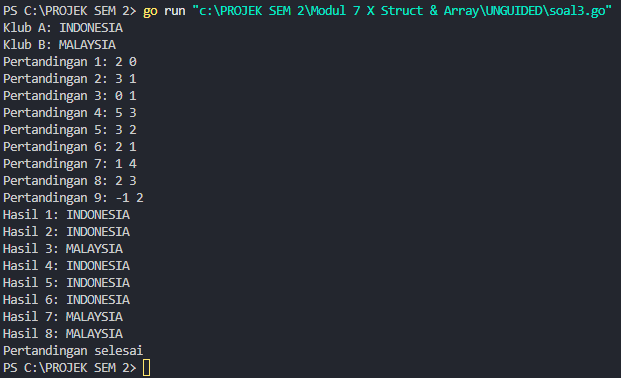 PS C:\PROJEK SEM 2> go run "c:\PROJEK SEM 2\Modul 7 X Struct & Array\UNGUIDED\soal3.go"
Klub A: INDONESIA
Klub B: MALAYSIA
Pertandingan 1: 2 0
Pertandingan 2: 3 1
Pertandingan 3: 0 1
Pertandingan 4: 5 3
Pertandingan 5: 3 2
Pertandingan 6: 2 1
Pertandingan 7: 1 4
Pertandingan 8: 2 3
Pertandingan 9: -1 2
Hasil 1: INDONESIA
Hasil 2: INDONESIA
Hasil 3: MALAYSIA
Hasil 4: INDONESIA
Hasil 5: INDONESIA
Hasil 6: INDONESIA
Hasil 7: MALAYSIA
Hasil 8: MALAYSIA
Pertandingan selesai
PS C:\PROJEK SEM 2>